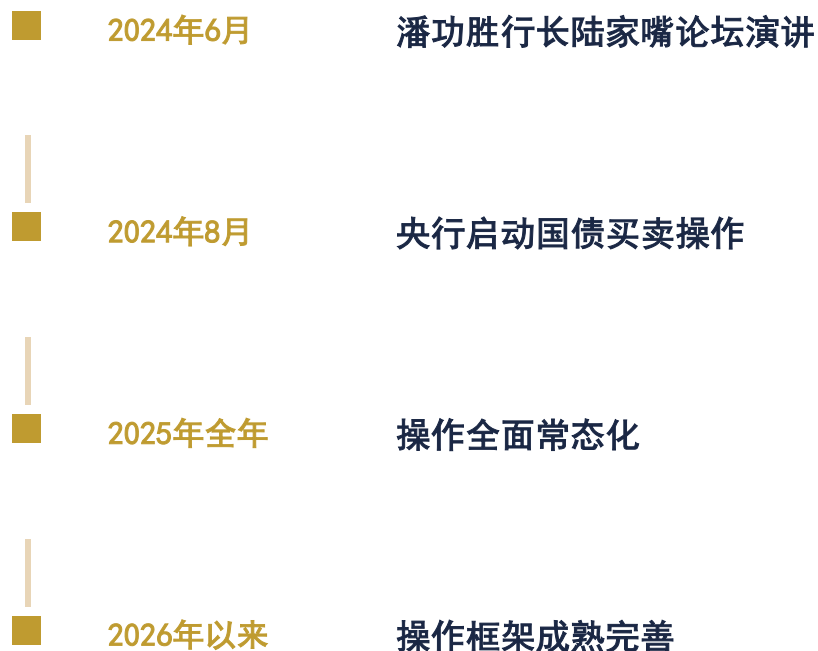 2024年6月 潘功胜行长陆家嘴论坛演讲
2024年8月 央行启动国债买卖操作
2025年全年 操作全面常态化
2026年以来 操作框架成熟完善